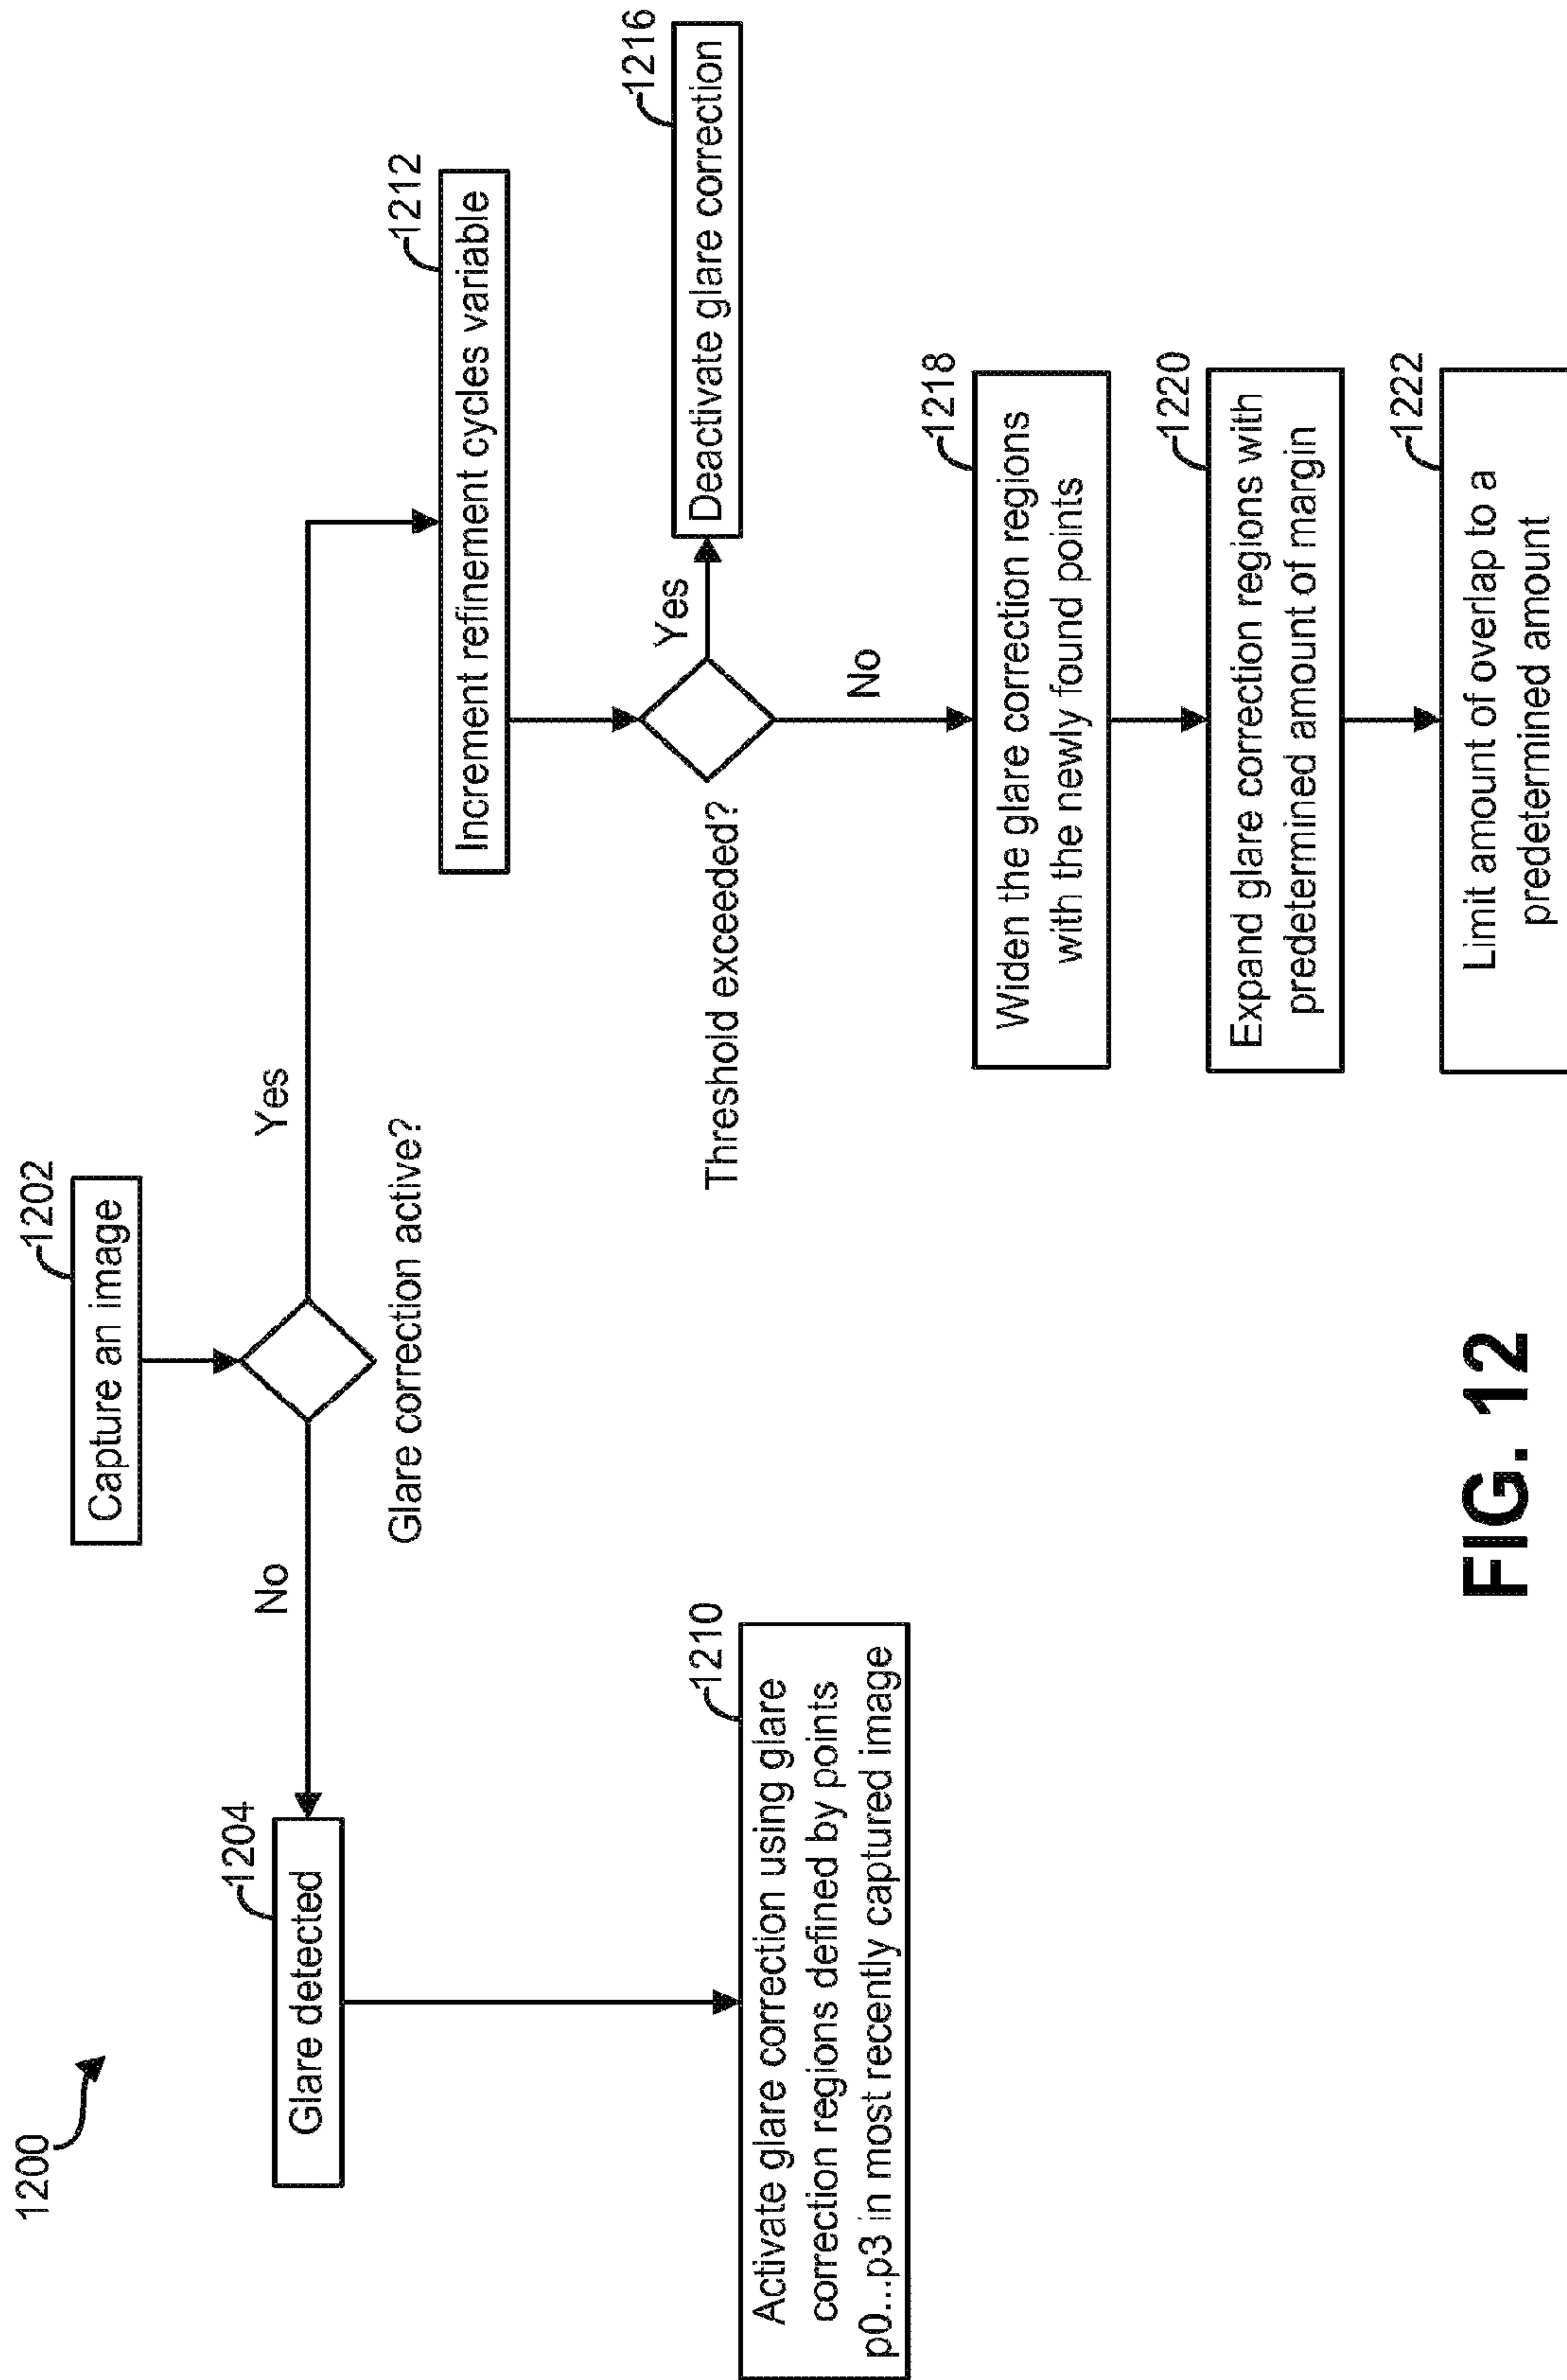 1200
1202
Capture an image
No
Yes
Glare correction active?
1204
Glare detected
1212
Increment refinement cycles variable
1210
Activate glare correction using glare
correction regions defined by points
p0...p3 in most recently captured image
Threshold exceeded?
Yes
1216
Deactivate glare correction
No
1218
Widen the glare correction regions
with the newly found points
1220
Expand glare correction regions with
predetermined amount of margin
1222
Limit amount of overlap to a
predetermined amount
FIG. 12